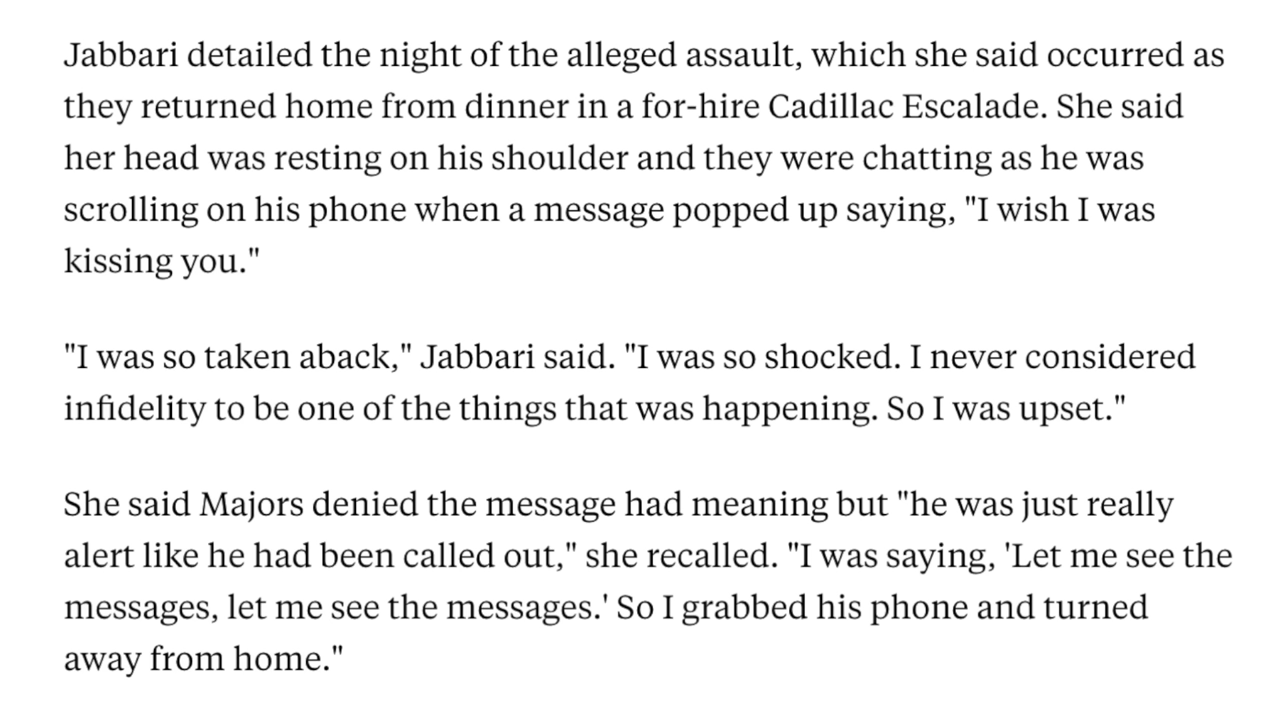 Jabbari detailed the night of the alleged assault, which she said occurred as
they returned home from dinner in a for-hire Cadillac Escalade. She said
her head was resting on his shoulder and they were chatting as he was
scrolling on his phone when a message popped up saying, "I wish I was
kissing you."
"I was so taken aback," Jabbari said. "I was so shocked. I never considered
infidelity to be one of the things that was happening. So I was upset."
She said Majors denied the message had meaning but "he was just really
alert like he had been called out," she recalled. "I was saying, 'Let me see the
messages, let me see the messages.' So I grabbed his phone and turned
away from home."